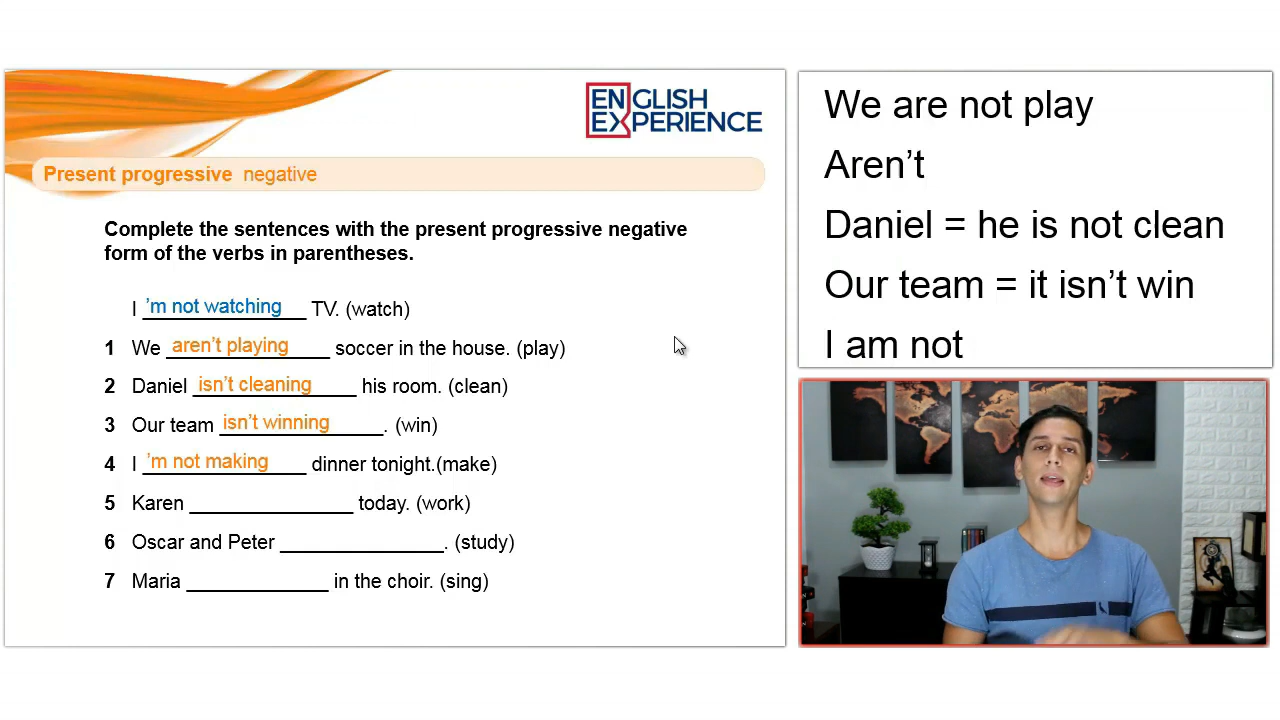 ENGLISH
EXPERIENCE
Present progressive negative
Complete the sentences with the present progressive negative
form of the verbs in parentheses.
I ’m not watching TV. (watch)
1 We aren’t playing soccer in the house. (play)
2 Daniel isn’t cleaning his room. (clean)
3 Our team isn’t winning. (win)
4 I ’m not making dinner tonight.(make)
5 Karen ______________ today. (work)
6 Oscar and Peter ______________. (study)
7 Maria ____________ in the choir. (sing)
We are not play
Aren’t
Daniel = he is not clean
Our team = it isn’t win
I am not